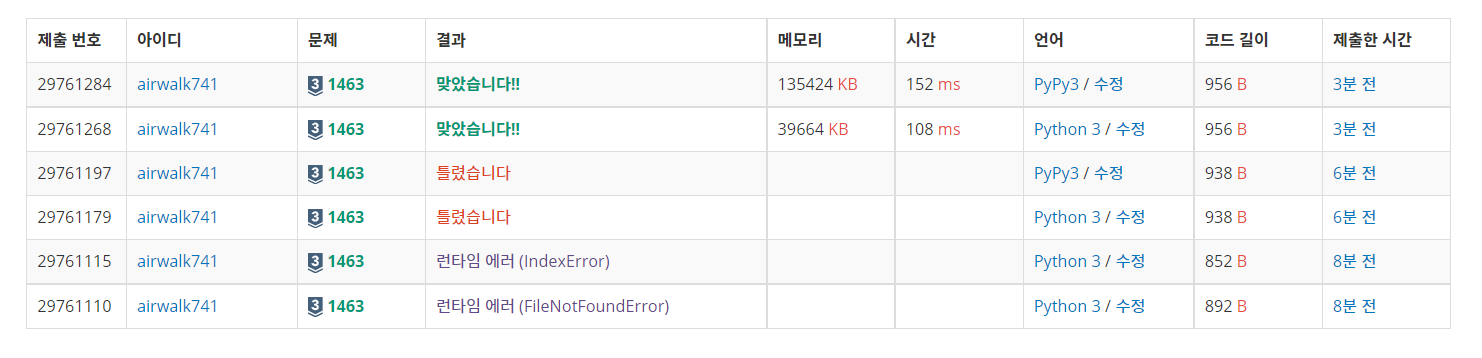 제출 번호 아이디 문제 결과 메모리 시간 언어 코드 길이 제출한 시간
29761284 airwalk741 3 1463 맞았습니다!! 135424 KB 152 ms PyPy3 / 수정 956 B 3분 전
29761268 airwalk741 3 1463 맞았습니다!! 39664 KB 108 ms Python 3 / 수정 956 B 3분 전
29761197 airwalk741 3 1463 틀렸습니다 PyPy3 / 수정 938 B 6분 전
29761179 airwalk741 3 1463 틀렸습니다 Python 3 / 수정 938 B 6분 전
29761115 airwalk741 3 1463 런타임 에러 (IndexError) Python 3 / 수정 852 B 8분 전
29761110 airwalk741 3 1463 런타임 에러 (FileNotFoundError) Python 3 / 수정 892 B 8분 전